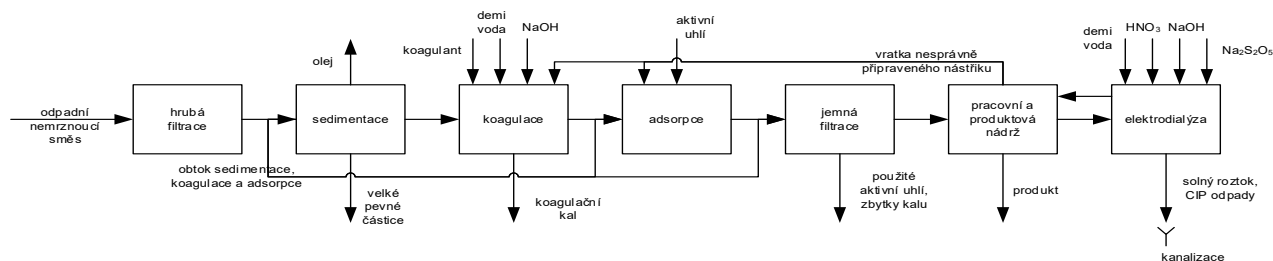 odpadní
nemrznoucí
směs
hrubá
filtrace
olej
sedimentace
obtok sedimentace,
koagulace a adsorpce
velké
pevné
částice
koagulant
demi
voda
NaOH
koagulace
koagulační
kal
aktivní
uhlí
adsorpce
vratka nesprávně
připraveného nástřiku
jemná
filtrace
použité
aktivní uhlí,
zbytky kalu
pracovní a
produktová
nádrž
produkt
demi
voda
HNO₃
NaOH
Na₂S₂O₅
elektrodialýza
solný roztok,
CIP odpady
kanalizace